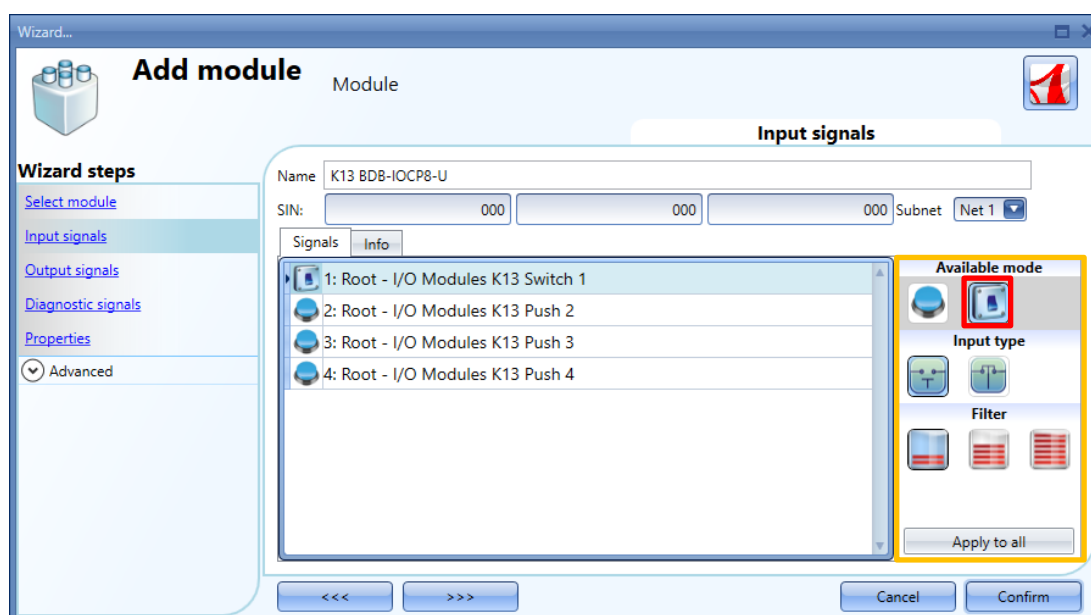 Wizard...
Add module
Module
Input signals
Wizard steps
Select module
Input signals
Output signals
Diagnostic signals
Properties
Advanced
Name K13 BDB-IOCP8-U
SIN: 000 000 000 Subnet Net 1
Signals Info
1: Root - I/O Modules K13 Switch 1
2: Root - I/O Modules K13 Push 2
3: Root - I/O Modules K13 Push 3
4: Root - I/O Modules K13 Push 4
Available mode
Input type
Filter
Apply to all
<<< >>> Cancel Confirm